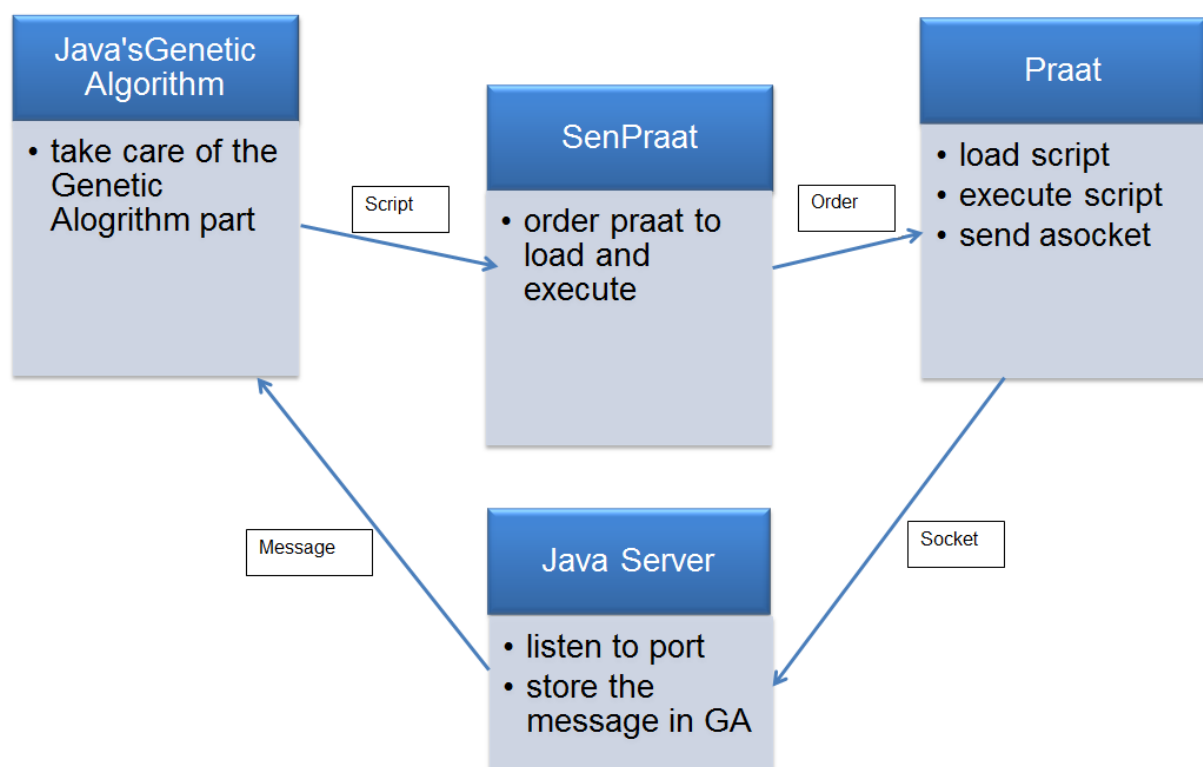 Java'sGenetic
Algorithm
• take care of the
Genetic
Alogrithm part
Script
SenPraat
• order praat to
load and
execute
Order
Praat
• load script
• execute script
• send asocket
Message
Socket
Java Server
• listen to port
• store the
message in GA